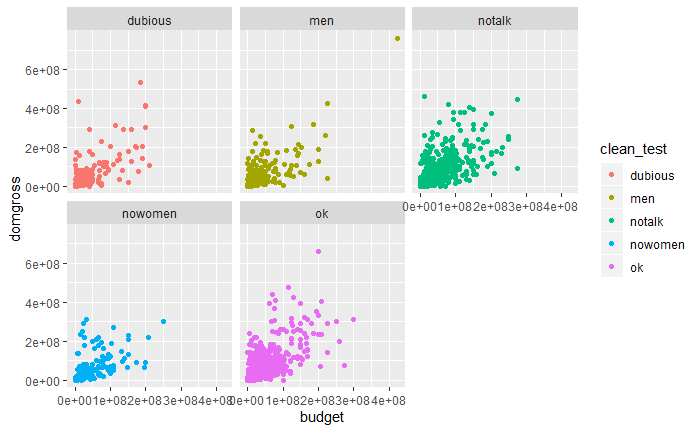 dubious men notalk
6e+08
4e+08
2e+08
0e+00
0e+001e+082e+083e+084e+08
nowomen ok
6e+08
4e+08
2e+08
0e+00
0e+001e+082e+083e+084e+08 0e+001e+082e+083e+084e+08
budget
domgross
clean_test
dubious
men
notalk
nowomen
ok